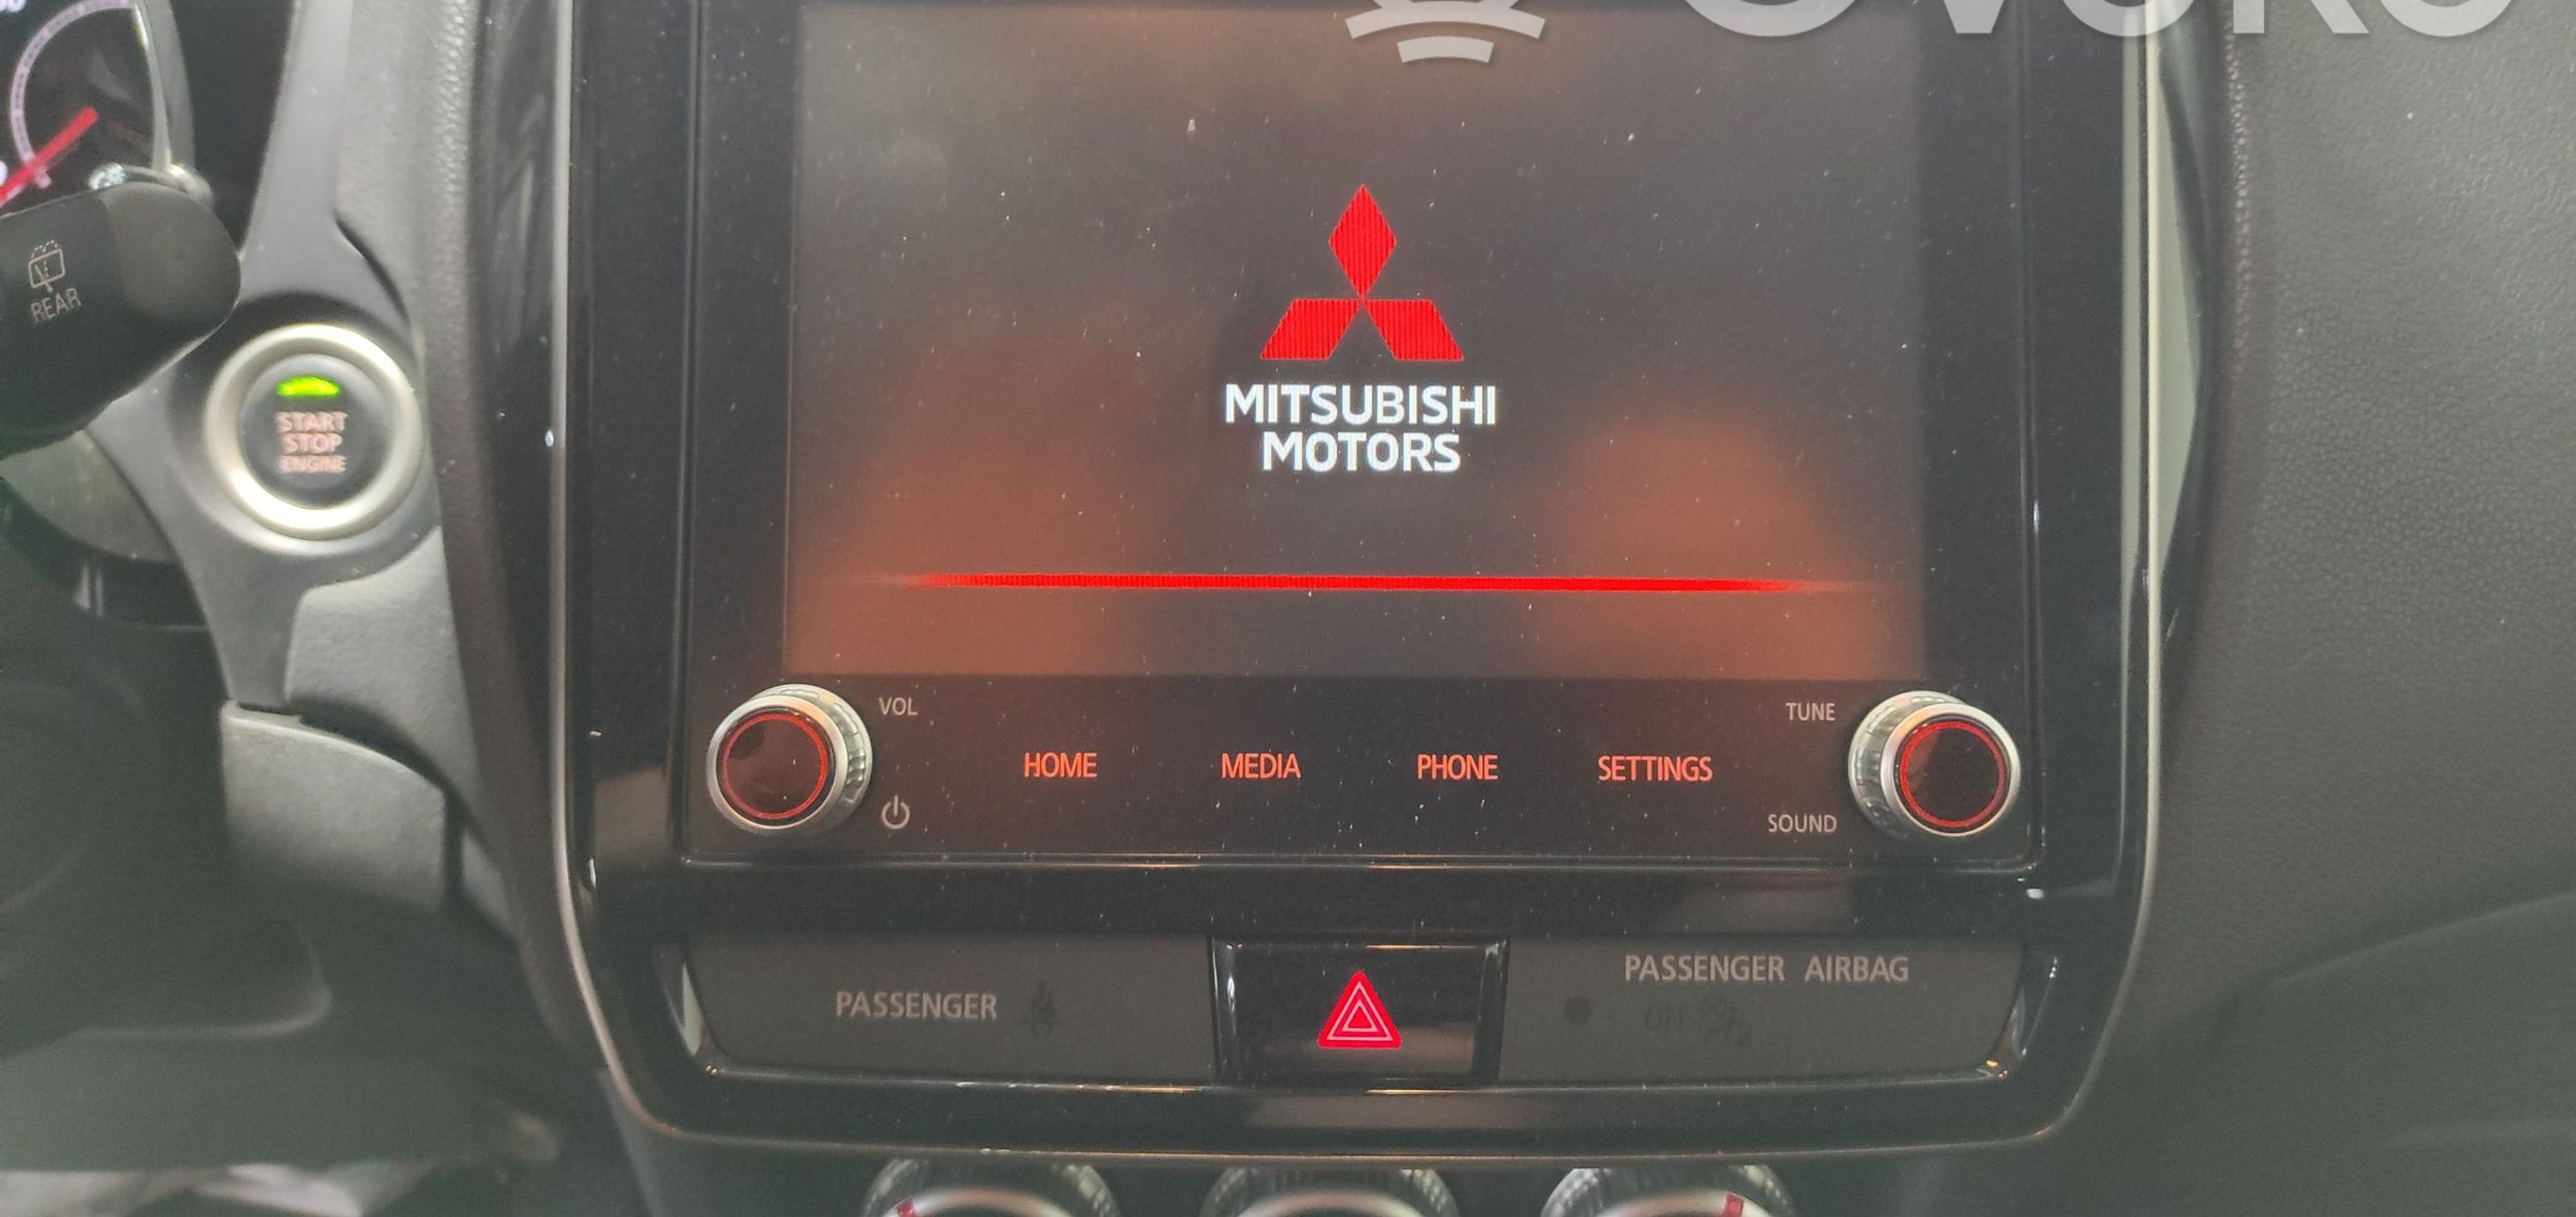 REAR
START
STOP
ENGINE
MITSUBISHI
MOTORS
VOL
TUNE
HOME
MEDIA
PHONE
SETTINGS
SOUND
PASSENGER
PASSENGER AIRBAG
OFF